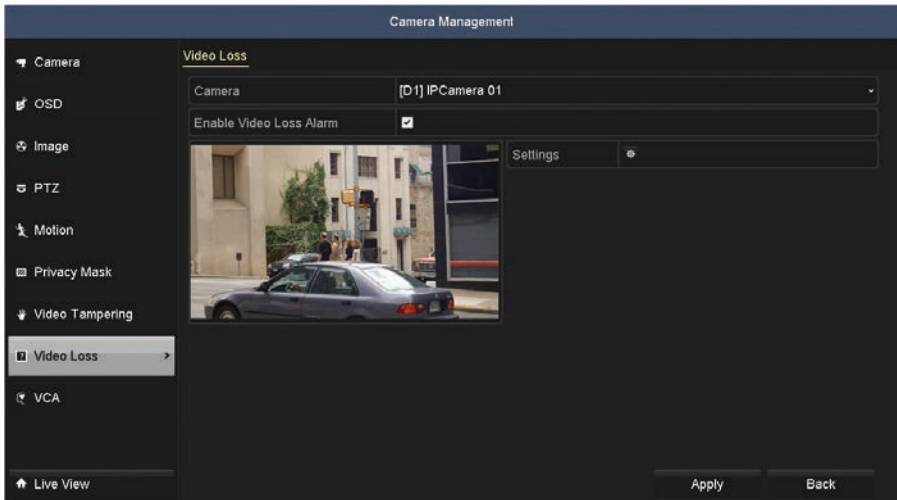 Camera Management
Camera
OSD
Image
PTZ
Motion
Privacy Mask
Video Tampering
Video Loss
VCA
Live View
Video Loss
Camera [D1] IPCamera 01
Enable Video Loss Alarm
Settings
Apply Back